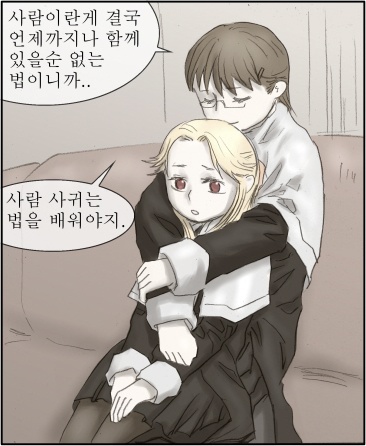 사람이란게 결국
언제까지나 함께
있을순 없는
법이니까..
사람 사귀는
법을 배워야지.